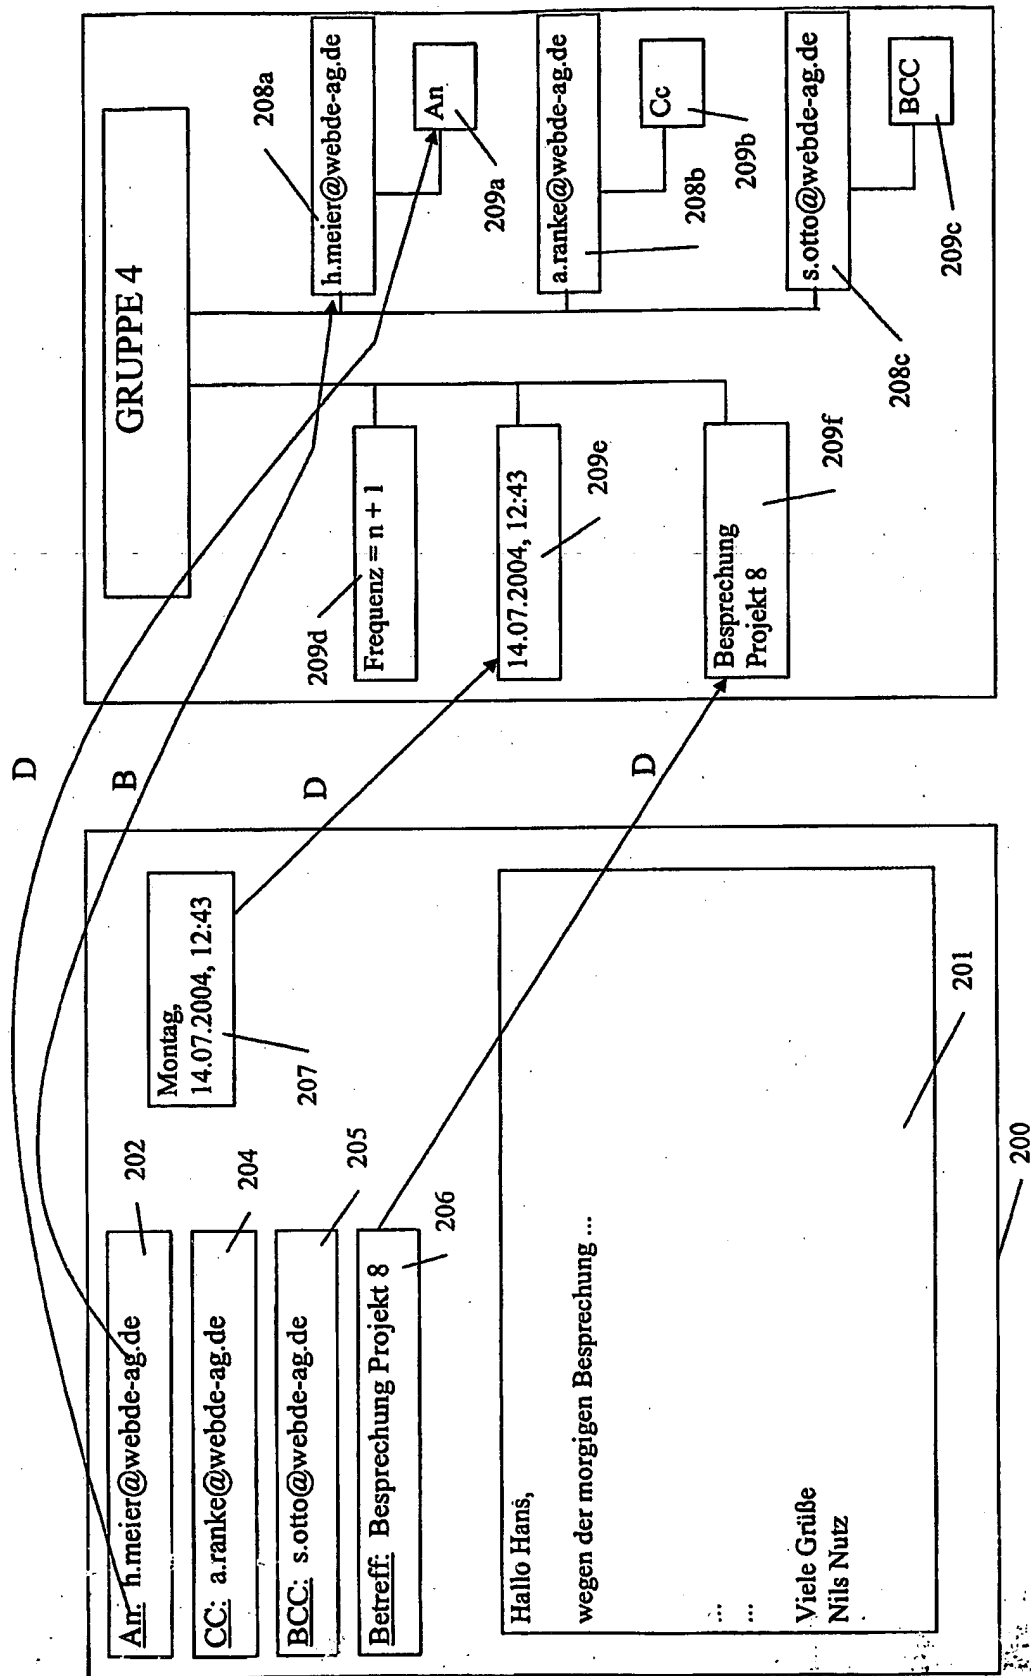 An: h.meier@webde-ag.de
202
CC: a.ranke@webde-ag.de
204
BCC: s.otto@webde-ag.de
205
Betreff: Besprechung Projekt 8
206
Montag,
14.07.2004, 12:43
207
Hallo Hans,
wegen der morgigen Besprechung ...
...
...
Viele Grüße
Nils Nutz
201
200
D
B
D
D
GRUPPE 4
209d
Frequenz = n + 1
14.07.2004, 12:43
209e
Besprechung
Projekt 8
209f
208a
h.meier@webde-ag.de
An
209a
a.ranke@webde-ag.de
208b
Cc
209b
s.otto@webde-ag.de
208c
BCC
209c